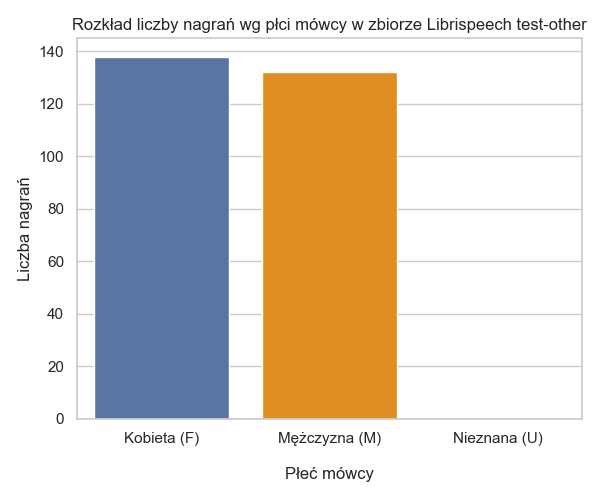 Rozkład liczby nagrań wg płci mówcy w zbiorze Librispeech test-other
140
120
100
80
60
40
20
0
Liczba nagrań
Kobieta (F)
Mężczyzna (M)
Nieznana (U)
Płeć mówcy